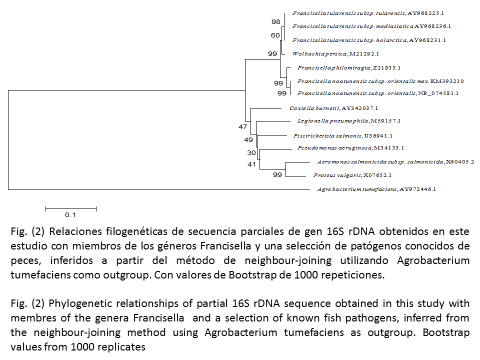 Francisella tularensis subsp. tularensis, AY968225.1
98
Francisella tularensis subsp. mediasiatica AY968236.1
60
Francisella tularensis subsp. holarctica, AY968231.1
99
Wolbachia persica, M21292.1
Francisella philomiragia, Z21933.1
99
Francisella noatunensis subsp. orientalis mex. KM393210
99
Francisella noatunensis subsp. orientalis, NR_074581.1
Coxiella burnetii, AY342037.1
47
Legionella pneumophila, M59157.1
49
Piscirickettsia salmonis, U36941.1
30
Pseudomonas aeruginosa, M34133.1
41
Aeromonas salmonicida subsp. salmonicida, X60405.2
99
Proteus vulgaris, X07652.1
Agrobacterium tumefaciens, AY972446.1
0.1
Fig. (2) Relaciones filogenéticas de secuencia parciales de gen 16S rDNA obtenidos en este
estudio con miembros de los géneros Francisella y una selección de patógenos conocidos de
peces, inferidos a partir del método de neighbour-joining utilizando Agrobacterium
tumefaciens como outgroup. Con valores de Bootstrap de 1000 repeticiones.
Fig. (2) Phylogenetic relationships of partial 16S rDNA sequence obtained in this study with
membres of the genera Francisella and a selection of known fish pathogens, inferred from
the neighbour-joining method using Agrobacterium tumefaciens as outgroup. Bootstrap
values from 1000 replicates